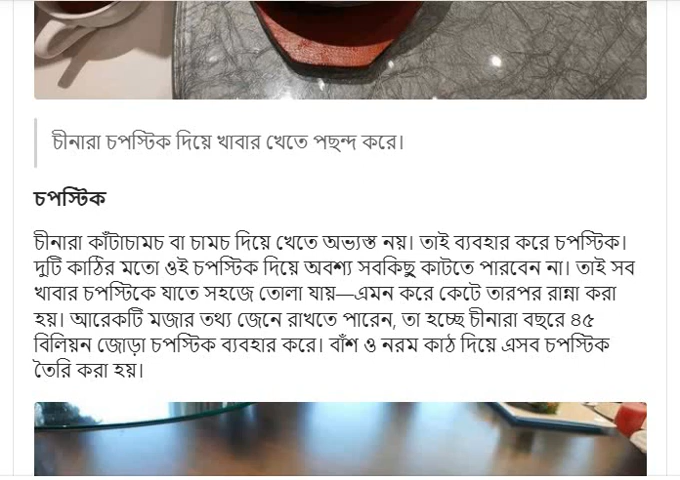 চীনারা চপস্টিক দিয়ে খাবার খেতে পছন্দ করে।
চপস্টিক
চীনারা কাঁটাচামচ বা চামচ দিয়ে খেতে অভ্যস্ত নয়। তাই ব্যবহার করে চপস্টিক।
দুটি কাঠির মতো ওই চপস্টিক দিয়ে অবশ্য সবকিছু কাটতে পারবেন না। তাই সব
খাবার চপস্টিকে যাতে সহজে তোলা যায়—এমন করে কেটে তারপর রান্না করা
হয়। আরেকটি মজার তথ্য জেনে রাখতে পারেন, তা হচ্ছে চীনারা বছরে ৪৫
বিলিয়ন জোড়া চপস্টিক ব্যবহার করে। বাঁশ ও নরম কাঠ দিয়ে এসব চপস্টিক
তৈরি করা হয়।